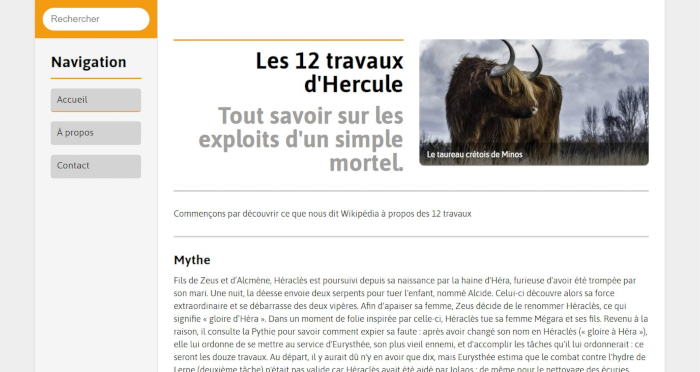 Rechercher
Navigation
Accueil
À propos
Contact
Les 12 travaux
d'Hercule
Tout savoir sur les
exploits d'un simple
mortel.
Le taureau crétois de Minos
Commençons par découvrir ce que nous dit Wikipédia à propos des 12 travaux
Mythe
Fils de Zeus et d'Alcmène, Héraclès est poursuivi depuis sa naissance par la haine d'Héra, furieuse d'avoir été trompée par
son mari. Une nuit, la déesse envoie deux serpents pour tuer l'enfant, nommé Alcide. Celui-ci découvre alors sa force
extraordinaire et se débarrasse des deux vipères. Afin d'apaiser sa femme, Zeus décide de le renommer Héraclès, ce qui
signifie « gloire d'Héra ». Dans un moment de folie inspirée par celle-ci, Héraclès tue sa femme Mégara et ses fils. Revenu à la
raison, il consulte la Pythie pour savoir comment expier sa faute : après avoir changé son nom en Héraclès (« gloire à Héra »),
elle lui ordonne de se mettre au service d'Eurysthée, son plus vieil ennemi, et d'accomplir les tâches qu'il lui ordonnerait : ce
seront les douze travaux. Au départ, il y aurait dû n'y en avoir que dix, mais Eurysthée estima que le combat contre l'hydre de
Lerne (deuxième tâche) n'était pas valide car Héraclès avait été aidé par Iolaos ; de même pour le nettoyage des écuries